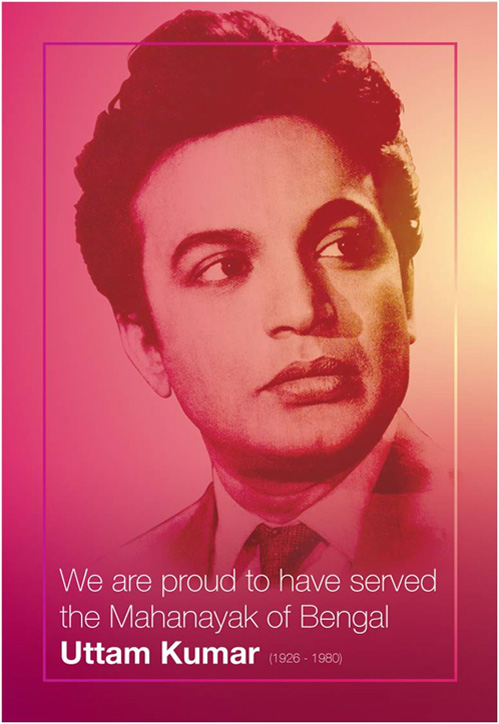 We are proud to have served
the Mahanayak of Bengal
Uttam Kumar (1926 - 1980)